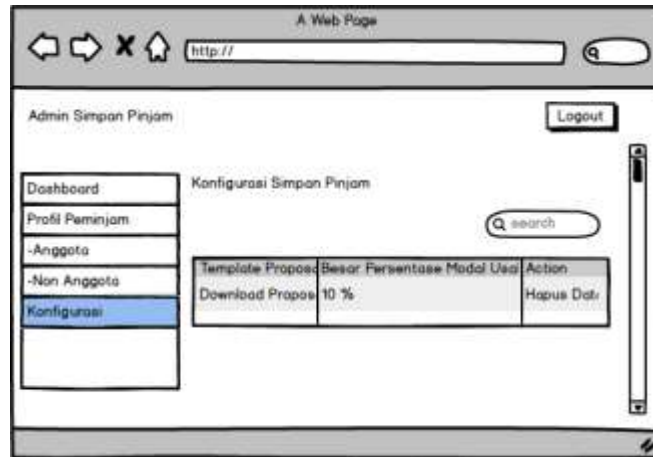 A Web Page
http://
Admin Simpan Pinjam
Logout
Dashboard
Profil Peminjam
-Anggota
-Non Anggota
Konfigurasi
Konfigurasi Simpan Pinjam
search
Template Propos Besar Persentase Modal Usa Action
Download Propos 10 % Hapus Dat